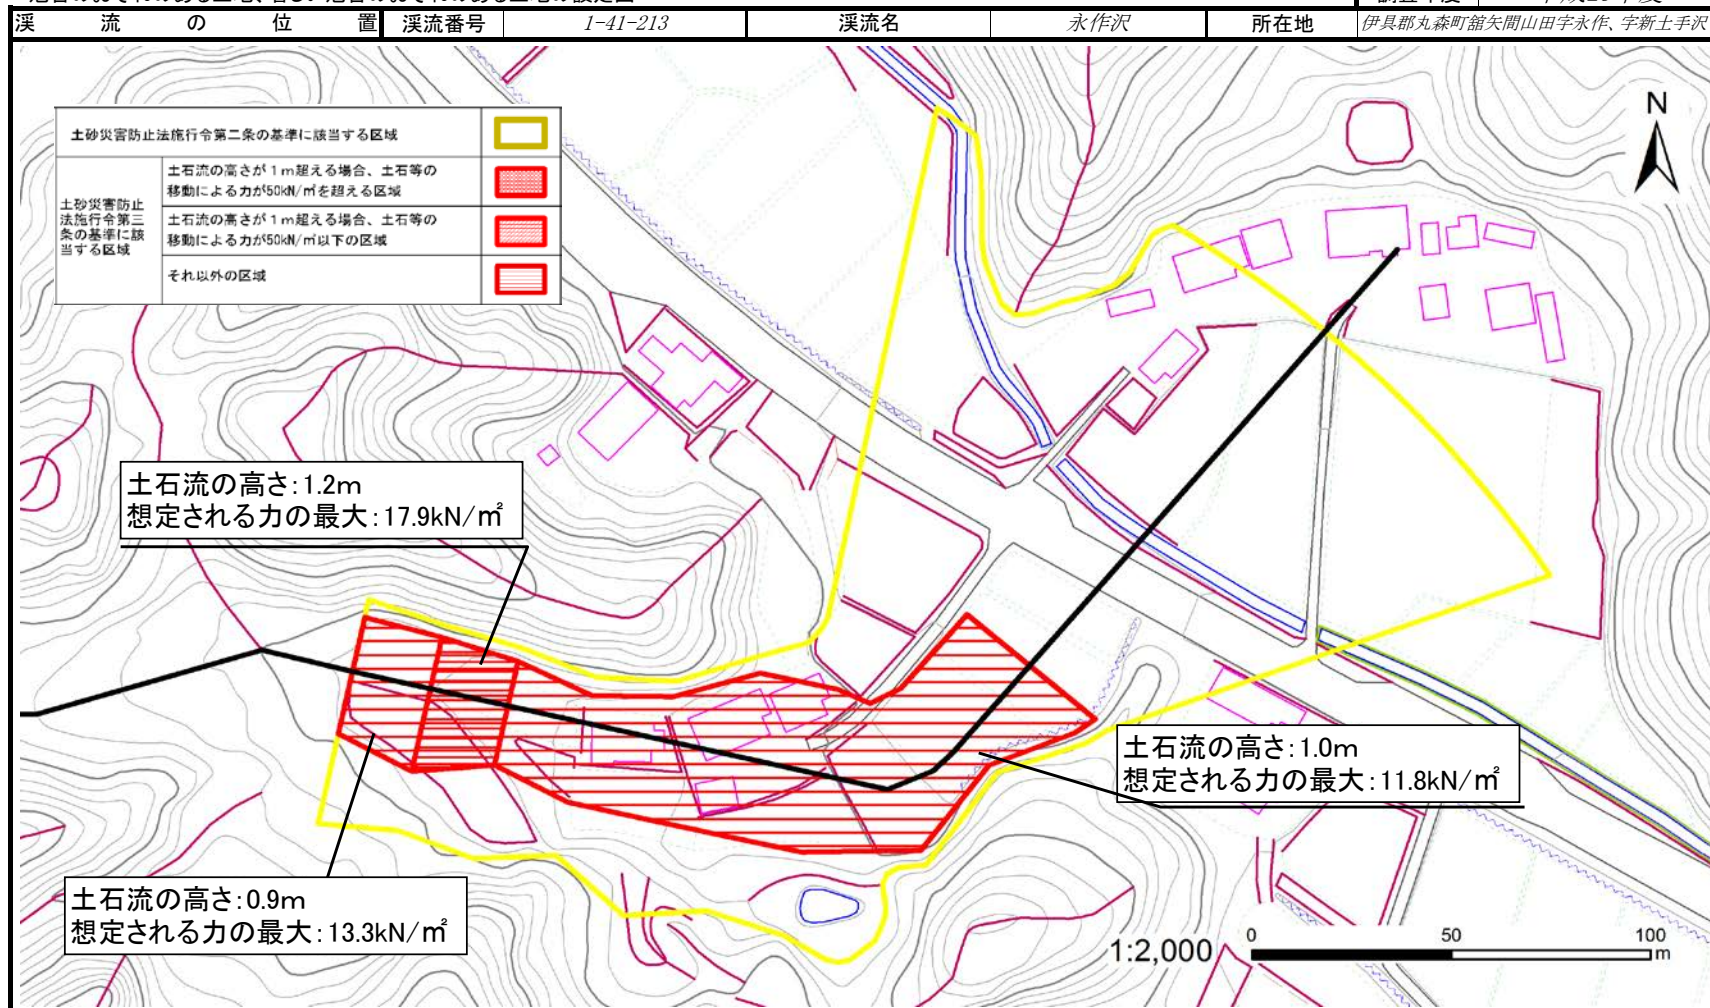 渓流の位置 渓流番号 1-41-213 渓流名 永作沢 所在地 伊具郡丸森町舘矢間山田字永作、字新土手沢
土砂災害防止法施行令第二条の基準に該当する区域
土砂災害防止
法施行令第三
条の基準に該
当する区域
土石流の高さが1m超える場合、土石等の
移動による力が50kN/㎡を超える区域
土石流の高さが1m超える場合、土石等の
移動による力が50kN/㎡以下の区域
それ以外の区域
N
土石流の高さ:1.2m
想定される力の最大:17.9kN/㎡
土石流の高さ:1.0m
想定される力の最大:11.8kN/㎡
土石流の高さ:0.9m
想定される力の最大:13.3kN/㎡
1:2,000
0 50 100
m